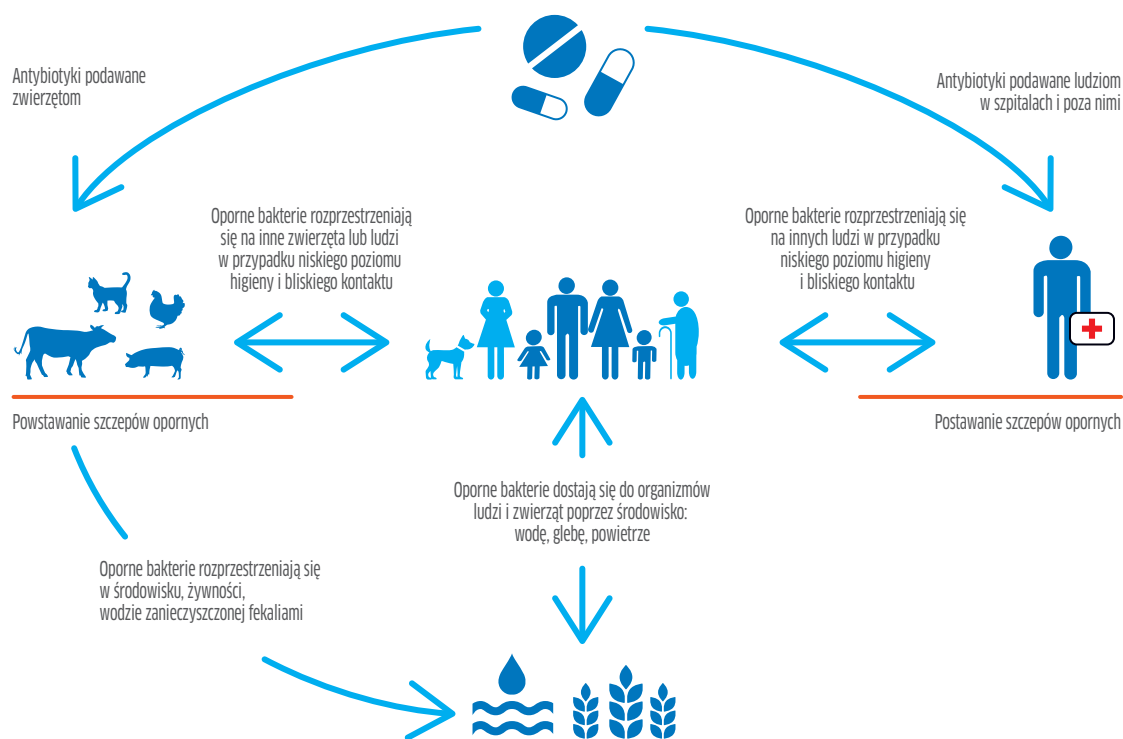 Antybiotyki podawane
zwierzętom
Antybiotyki podawane ludziom
w szpitalach i poza nimi
Oporne bakterie rozprzestrzeniają
się na inne zwierzęta lub ludzi
w przypadku niskiego poziomu
higieny i bliskiego kontaktu
Oporne bakterie rozprzestrzeniają się
na innych ludzi w przypadku
niskiego poziomu higieny
i bliskiego kontaktu
Powstawanie szczepów opornych
Postawanie szczepów opornych
Oporne bakterie dostają się do organizmów
ludzi i zwierząt poprzez środowisko:
wodę, glebę, powietrze
Oporne bakterie rozprzestrzeniają się
w środowisku, żywności,
wodzie zanieczyszczonej fekaliami